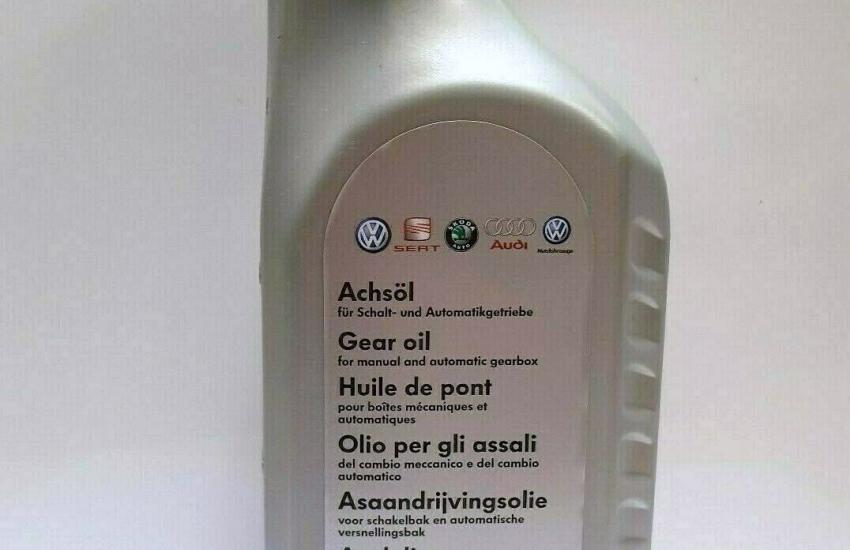 SEAT
SKODA
AUTO
Audi
Nutzfahrzeuge
Achsöl
für Schalt- und Automatikgetriebe
Gear oil
for manual and automatic gearbox
Huile de pont
pour boîtes mécaniques et
automatiques
Olio per gli assali
del cambio meccanico e del cambio
automatico
Asaandrijvingsolie
voor schakelbak en automatische
versnellingsbak